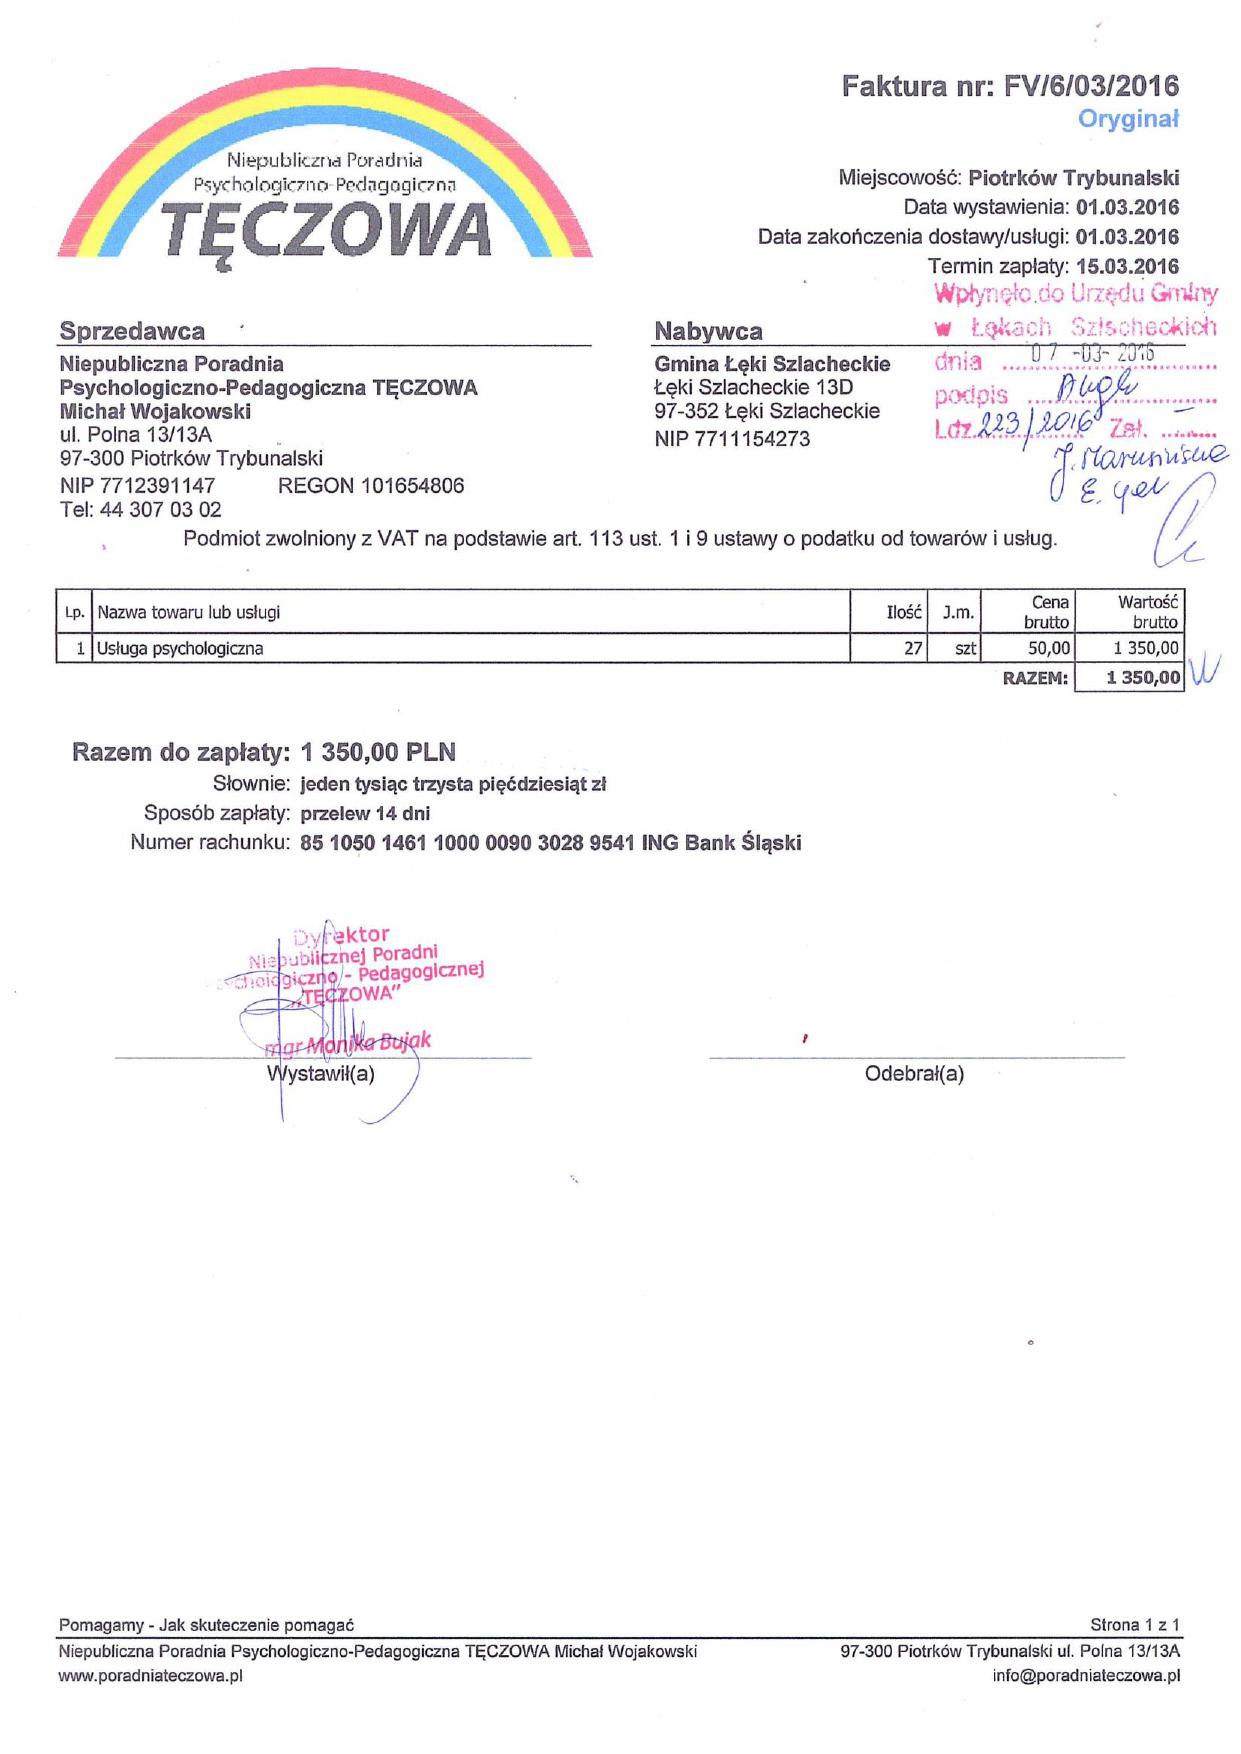 Niepubliczna Poradnia
Psychologiczno-Pedagogiczna
TĘCZOWA
Faktura nr: FV/6/03/2016
Oryginał
Miejscowość: Piotrków Trybunalski
Data wystawienia: 01.03.2016
Data zakończenia dostawy/usługi: 01.03.2016
Termin zapłaty: 15.03.2016
Wpłynęło do Urzędu Gminy
w Łękach Szlacheckich
dnia 07 -03- 2016
podpis
Ldz. 223/2016 Zał. –
Sprzedawca
Niepubliczna Poradnia
Psychologiczno-Pedagogiczna TĘCZOWA
Michał Wojakowski
ul. Polna 13/13A
97-300 Piotrków Trybunalski
NIP 7712391147 REGON 101654806
Tel: 44 307 03 02
Nabywca
Gmina Łęki Szlacheckie
Łęki Szlacheckie 13D
97-352 Łęki Szlacheckie
NIP 7711154273
Podmiot zwolniony z VAT na podstawie art. 113 ust. 1 i 9 ustawy o podatku od towarów i usług.
Lp. Nazwa towaru lub usługi Ilość J.m. Cena brutto Wartość brutto
1 Usługa psychologiczna 27 szt 50,00 1 350,00
RAZEM: 1 350,00
Razem do zapłaty: 1 350,00 PLN
Słownie: jeden tysiąc trzysta pięćdziesiąt zł
Sposób zapłaty: przelew 14 dni
Numer rachunku: 85 1050 1461 1000 0090 3028 9541 ING Bank Śląski
Dyrektor
Niepublicznej Poradni
Psychologiczno - Pedagogicznej
„TĘCZOWA"
mgr Monika Bujak
Wystawił(a)
Odebrał(a)
Pomagamy - Jak skuteczenie pomagać
Strona 1 z 1
Niepubliczna Poradnia Psychologiczno-Pedagogiczna TĘCZOWA Michał Wojakowski
97-300 Piotrków Trybunalski ul. Polna 13/13A
www.poradniateczowa.pl
info@poradniateczowa.pl